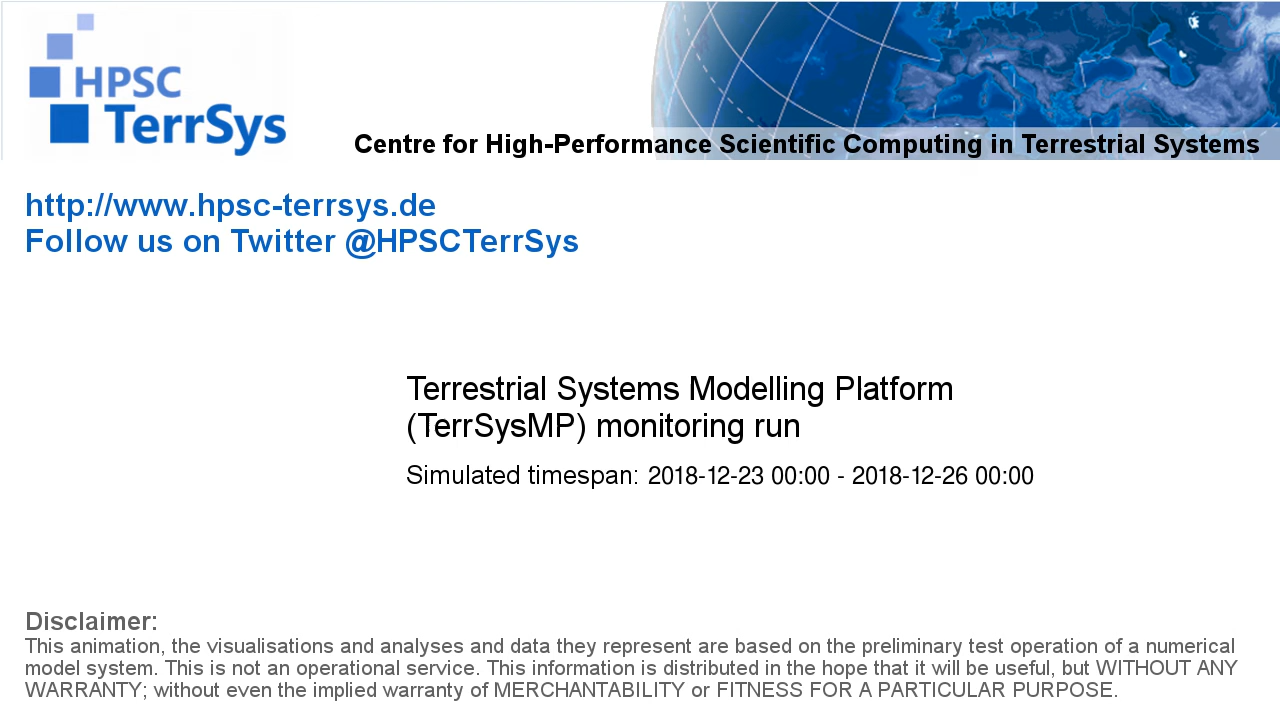 HPSC
TerrSys
Centre for High-Performance Scientific Computing in Terrestrial Systems
http://www.hpsc-terrsys.de
Follow us on Twitter @HPSCTerrSys
Terrestrial Systems Modelling Platform
(TerrSysMP) monitoring run
Simulated timespan: 2018-12-23 00:00 - 2018-12-26 00:00
Disclaimer:
This animation, the visualisations and analyses and data they represent are based on the preliminary test operation of a numerical
model system. This is not an operational service. This information is distributed in the hope that it will be useful, but WITHOUT ANY
WARRANTY; without even the implied warranty of MERCHANTABILITY or FITNESS FOR A PARTICULAR PURPOSE.